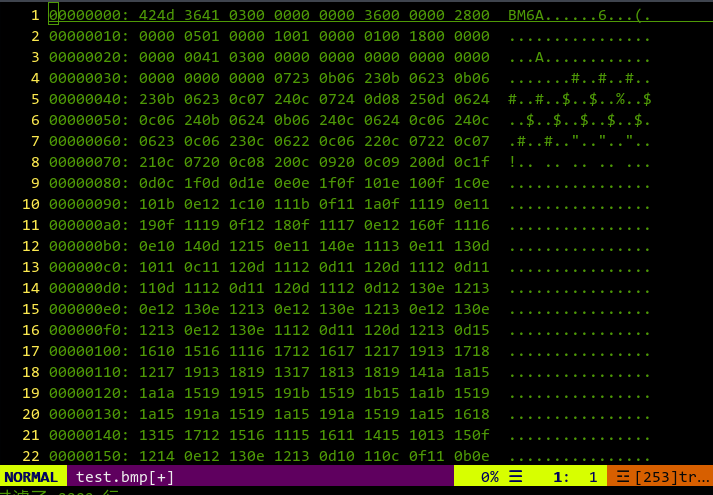 1 00000000: 424d 3641 0300 0000 0000 3600 0000 2800 BM6A......6...(.
2 00000010: 0000 0501 0000 1001 0000 0100 1800 0000 ................
3 00000020: 0000 0041 0300 0000 0000 0000 0000 0000 ...A............
4 00000030: 0000 0000 0000 0723 0b06 230b 0623 0b06 .......#..#..#..
5 00000040: 230b 0623 0c07 240c 0724 0d08 250d 0624 #..#..$..$..%..$
6 00000050: 0c06 240b 0624 0b06 240c 0624 0c06 240c ..$..$..$..$..$.
7 00000060: 0623 0c06 230c 0622 0c06 220c 0722 0c07 .#..#.."..".."..
8 00000070: 210c 0720 0c08 200c 0920 0c09 200d 0c1f !.. .. .. .. ...
9 00000080: 0d0c 1f0d 0d1e 0e0e 1f0f 101e 100f 1c0e ................
10 00000090: 101b 0e12 1c10 111b 0f11 1a0f 1119 0e11 ................
11 000000a0: 190f 1119 0f12 180f 1117 0e12 160f 1116 ................
12 000000b0: 0e10 140d 1215 0e11 140e 1113 0e11 130d ................
13 000000c0: 1011 0c11 120d 1112 0d11 120d 1112 0d11 ................
14 000000d0: 110d 1112 0d11 120d 1112 0d12 130e 1213 ................
15 000000e0: 0e12 130e 1213 0e12 130e 1213 0e12 130e ................
16 000000f0: 1213 0e12 130e 1112 0d11 120d 1213 0d15 ................
17 00000100: 1610 1516 1116 1712 1617 1217 1913 1718 ................
18 00000110: 1217 1913 1819 1317 1813 1819 141a 1a15 ................
19 00000120: 1a1a 1519 1915 191b 1519 1b15 1a1b 1519 ................
20 00000130: 1a15 191a 1519 1a15 191a 1519 1a15 1618 ................
21 00000140: 1315 1712 1516 1115 1611 1415 1013 150f ................
22 00000150: 1214 0e12 130e 1213 0d10 110c 0f11 0b0e ................
NORMAL test.bmp[+] 0% ☰ 1: 1 ☲ [253]tr…